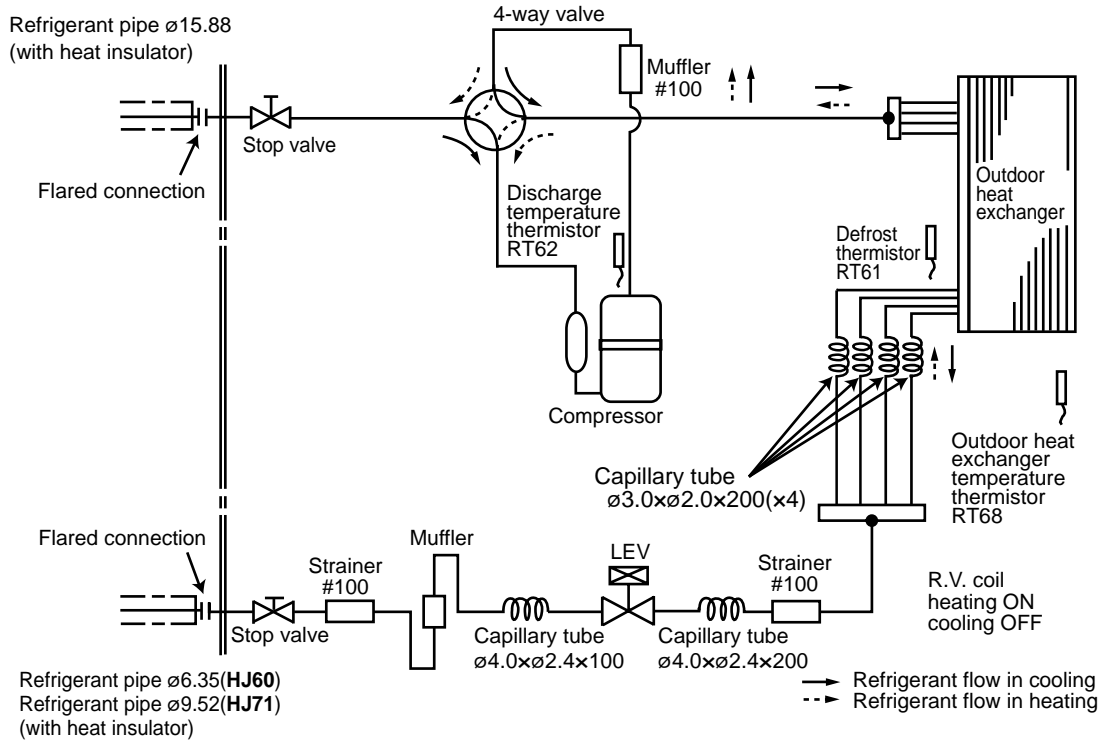 Refrigerant pipe ø15.88
(with heat insulator)
4-way valve
Muffler
#100
Stop valve
Flared connection
Discharge
temperature
thermistor
RT62
Outdoor
heat
exchanger
Defrost
thermistor
RT61
Compressor
Capillary tube
ø3.0×ø2.0×200(×4)
Outdoor heat
exchanger
temperature
thermistor
RT68
Flared connection
Muffler
LEV
Strainer
#100
Strainer
#100
R.V. coil
heating ON
cooling OFF
Stop valve
Capillary tube
ø4.0×ø2.4×100
Capillary tube
ø4.0×ø2.4×200
Refrigerant pipe ø6.35(HJ60)
Refrigerant pipe ø9.52(HJ71)
(with heat insulator)
Refrigerant flow in cooling
Refrigerant flow in heating